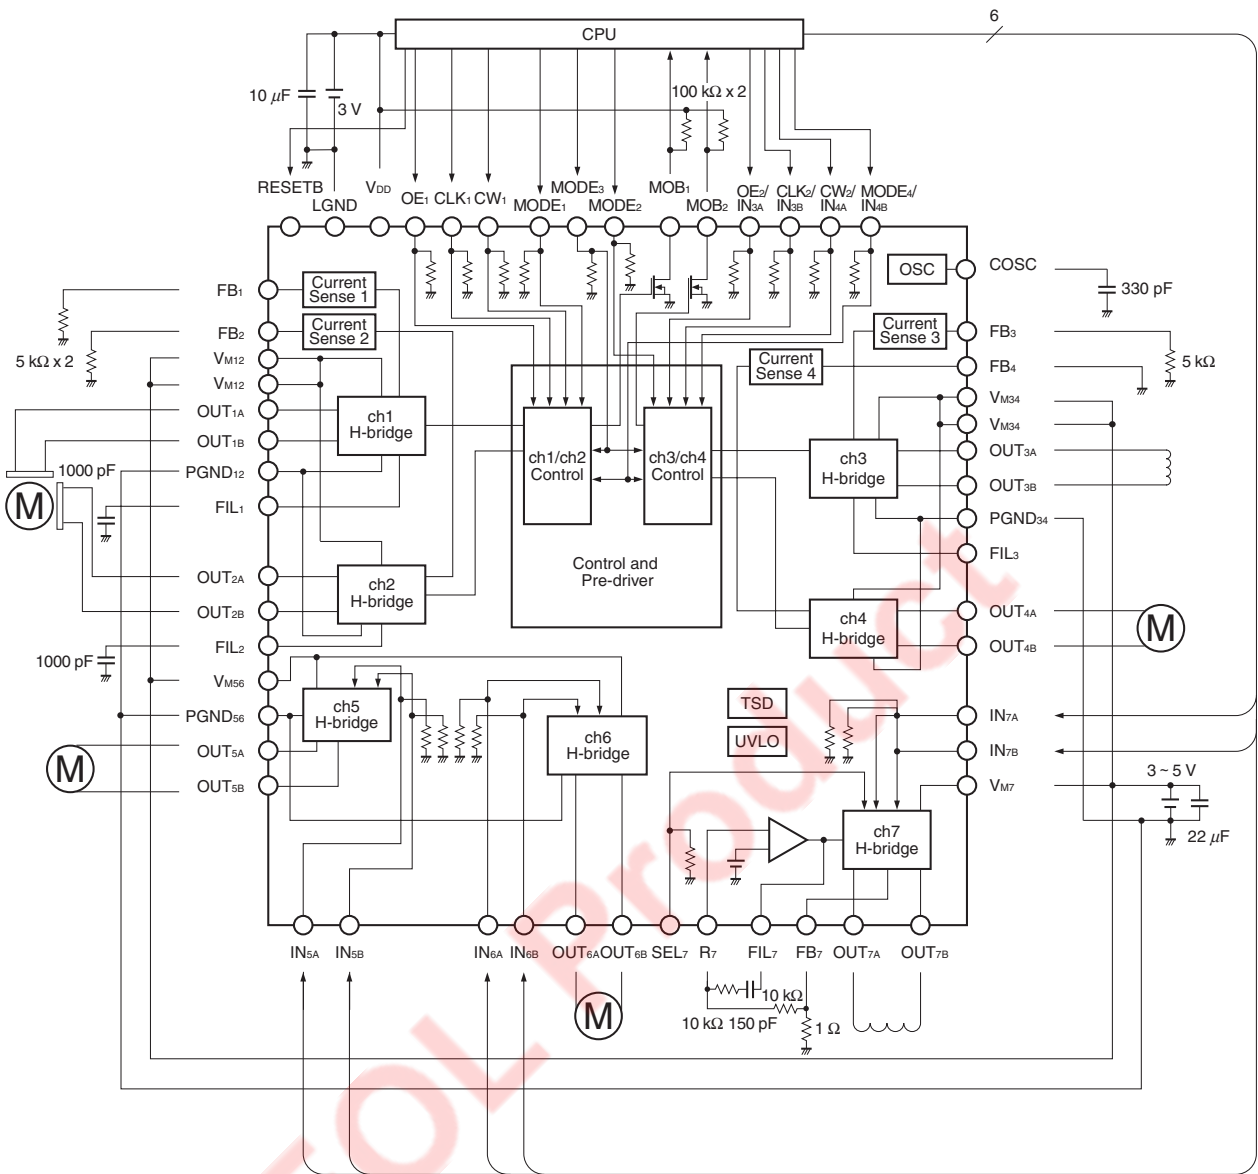 6
CPU
10 μF
3 V
100 kΩ x 2
RESETB
LGND
VDD
OE1
CLK1
CW1
MODE1
MODE3
MODE2
MOB1
MOB2
OE2/
IN3A
CLK2/
IN3B
CW2/
IN4A
MODE4/
IN4B
OSC
COSC
330 pF
FB1
Current
Sense 1
FB2
Current
Sense 2
5 kΩ x 2
Current
Sense 3
FB3
Current
Sense 4
FB4
5 kΩ
VM12
VM12
VM34
VM34
OUT1A
OUT1B
ch1
H-bridge
PGND12
1000 pF
M
FIL1
ch1/ch2
Control
ch3/ch4
Control
ch3
H-bridge
OUT3A
OUT3B
PGND34
FIL3
Control and
Pre-driver
OUT2A
OUT2B
ch2
H-bridge
FIL2
1000 pF
ch4
H-bridge
OUT4A
OUT4B
M
VM56
PGND56
ch5
H-bridge
OUT5A
OUT5B
M
ch6
H-bridge
TSD
UVLO
IN7A
IN7B
VM7
3 ~ 5 V
22 μF
ch7
H-bridge
IN5A
IN5B
IN6A
IN6B
OUT6A
OUT6B
SEL7
R7
FIL7
FB7
OUT7A
OUT7B
M
10 kΩ
10 kΩ 150 pF
1 Ω
EOL Product